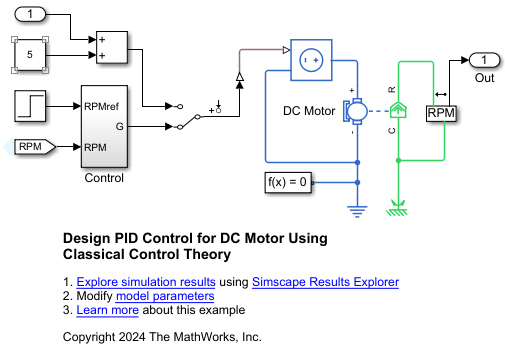 1
5
+
+
RPMref
G
RPM
RPM
Control
+
DC Motor
+
-
f(x) = 0
R
C
RPM
1
Out
Design PID Control for DC Motor Using
Classical Control Theory
1. Explore simulation results using Simscape Results Explorer
2. Modify model parameters
3. Learn more about this example
Copyright 2024 The MathWorks, Inc.